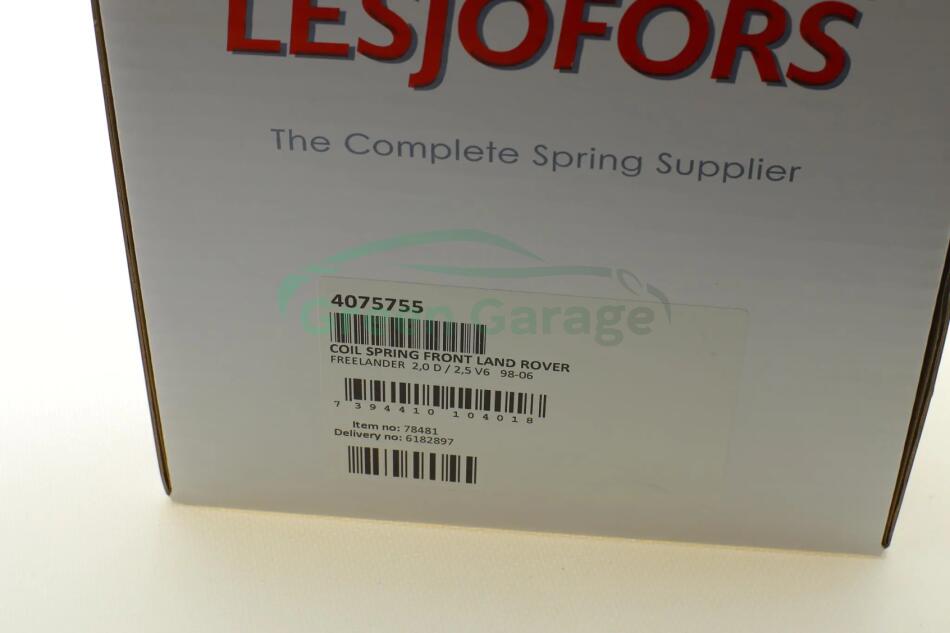 LESJOFORS
The Complete Spring Supplier
4075755
Green Garage
COIL SPRING FRONT LAND ROVER
FREELANDER 2,0 D / 2,5 V6 98-06
7 394410 104018
Item no: 78481
Delivery no: 6182897